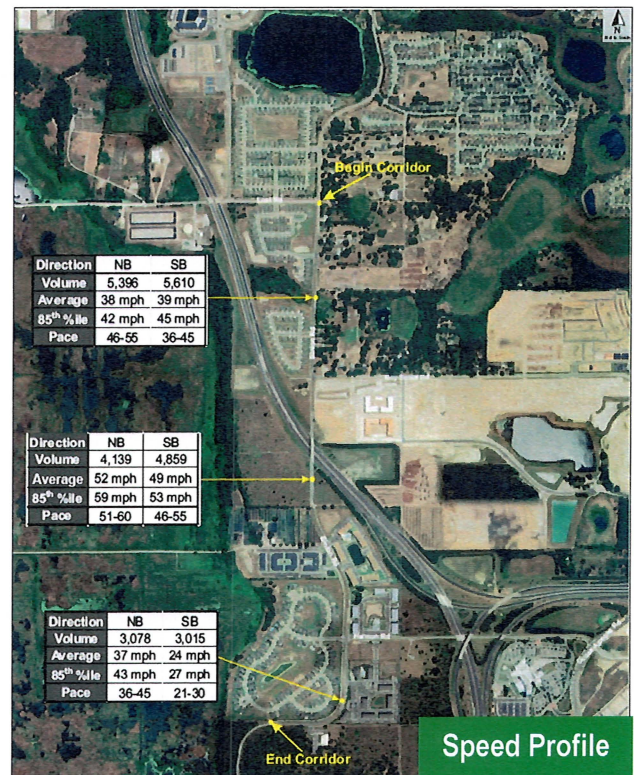 N
Begin Corridor
Direction NB SB
Volume 5,396 5,610
Average 38 mph 39 mph
85th %ile 42 mph 45 mph
Pace 46-55 36-45
Direction NB SB
Volume 4,139 4,859
Average 52 mph 49 mph
85th %ile 59 mph 53 mph
Pace 51-60 46-55
Direction NB SB
Volume 3,078 3,015
Average 37 mph 24 mph
85th %ile 43 mph 27 mph
Pace 36-45 21-30
End Corridor
Speed Profile